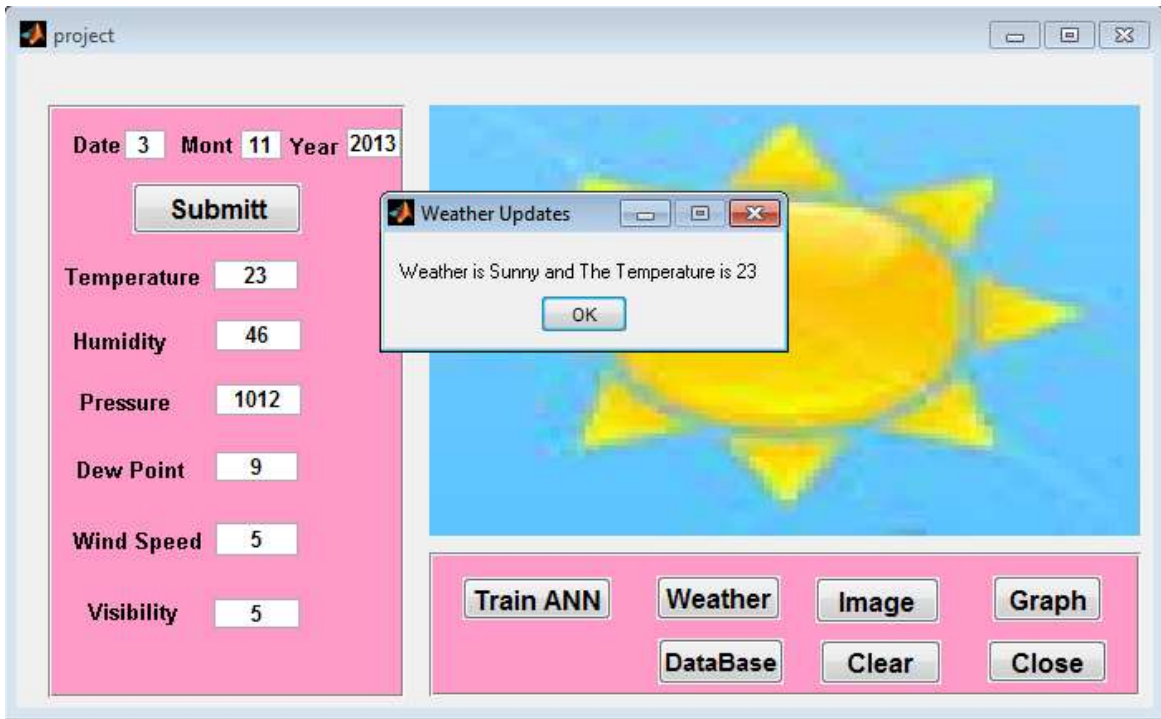 project
Date 3 Mont 11 Year 2013
Submitt
Temperature 23
Humidity 46
Pressure 1012
Dew Point 9
Wind Speed 5
Visibility 5
Weather Updates
Weather is Sunny and The Temperature is 23
OK
Train ANN Weather Image Graph
DataBase Clear Close